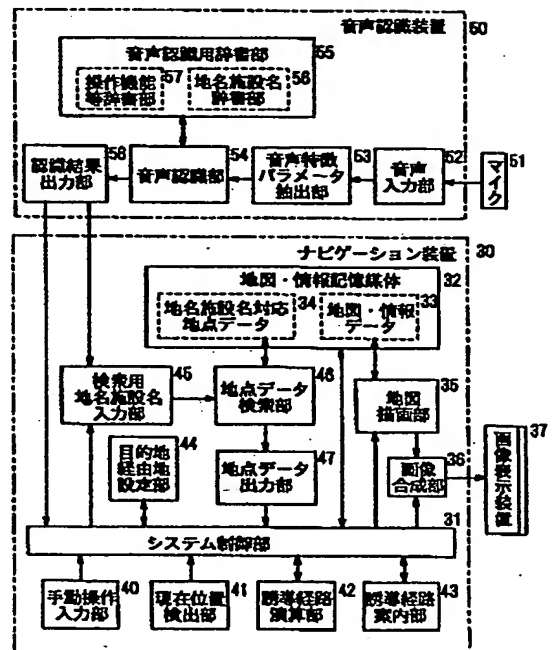 音声認識装置
50
音声認識用辞書部
55
操作機能
等辞書部
57
地名施設名
辞書部
56
認識結果
出力部
58
音声認識部
54
音声特徴
パラメータ
抽出部
53
音声
入力部
52
マイク
51
ナビゲーション装置
30
地図・情報記憶媒体
32
地名施設名対応
地点データ
34
地図・情報
データ
33
検索用
地名施設名
入力部
45
地点データ
検索部
46
地図
描画部
35
目的地
経由地
設定部
44
地点データ
出力部
47
画像
合成部
36
画像表示装置
37
31
システム制御部
手動操作
入力部
40
現在位置
検出部
41
誘導経路
演算部
42
誘導経路
案内部
43